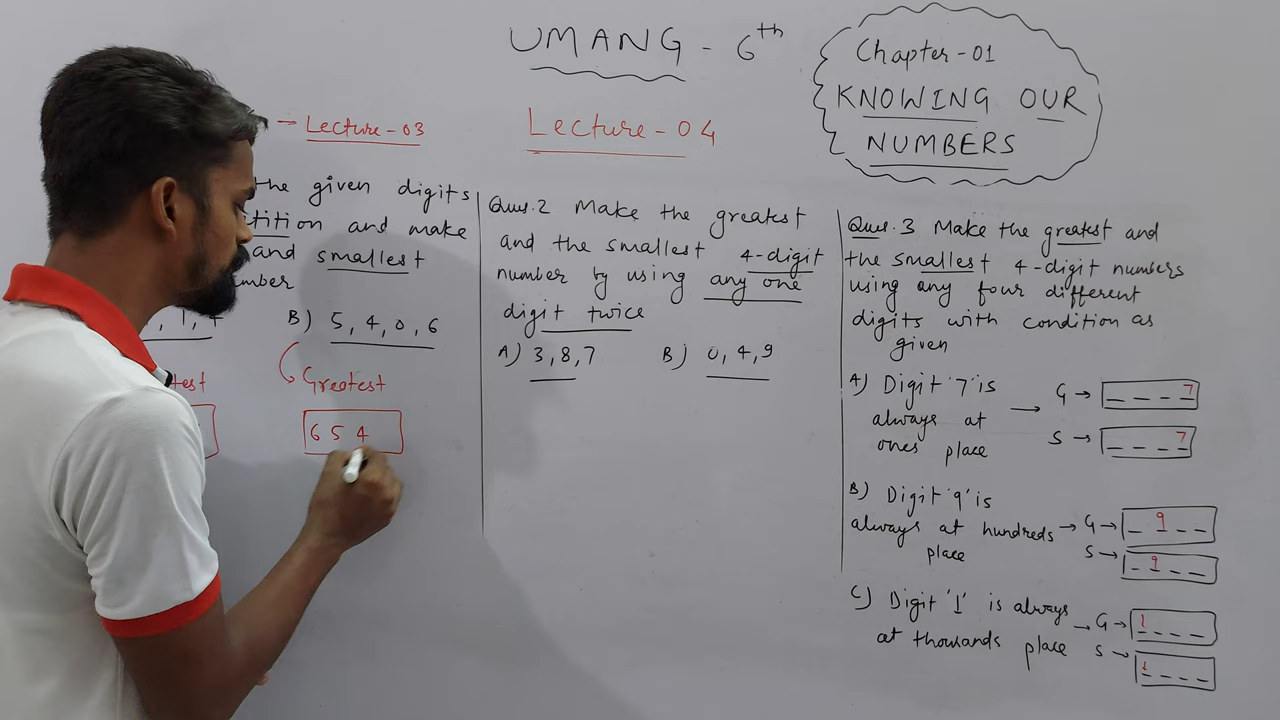 UMANG - 6th
Chapter-01
KNOWING OUR
NUMBERS
- Lecture-03
Lecture-04
the given digits
and make
and smallest
B) 5, 4, 0, 6
Greatest
6 5 4
Ques.2 Make the greatest
and the smallest 4-digit
number by using any one
digit twice
A) 3, 8, 7 B) 0, 4, 9
Ques.3 Make the greatest and
the smallest 4-digit numbers
using any four different
digits with condition as
given
A) Digit '7' is
always at
ones place
→ G → _ _ _ 7
S → _ _ _ 7
B) Digit '9' is
always at hundreds
place
→ G → _ 9 _ _
S → _ 9 _ _
C) Digit '1' is always
at thousands place
→ G → 1 _ _ _
S → 1 _ _ _